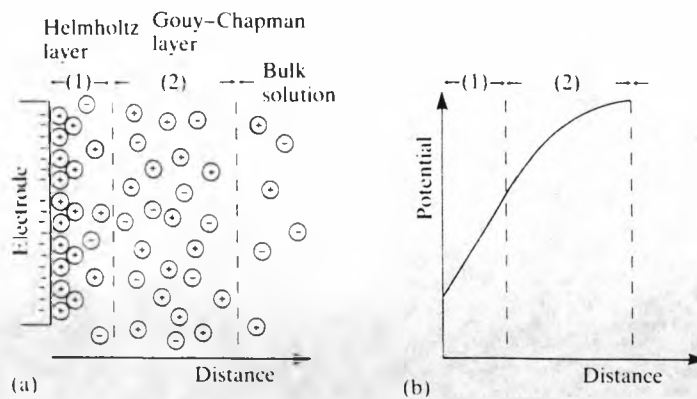 Helmholtz
layer
Gouy–Chapman
layer
Bulk
solution
(1)
(2)
Electrode
Distance
(a)
(1)
(2)
Potential
Distance
(b)